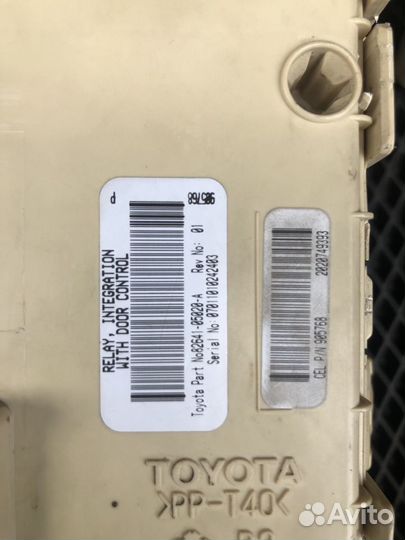 RELAY, INTEGRATION
WITH DOOR CONTROL
905768
P
Toyota Part No82641-05020-A Rev No: 01
Serial No:07011010242403
CEL P/N 905768 2020749393
TOYOTA
>PP-T40<
Avito